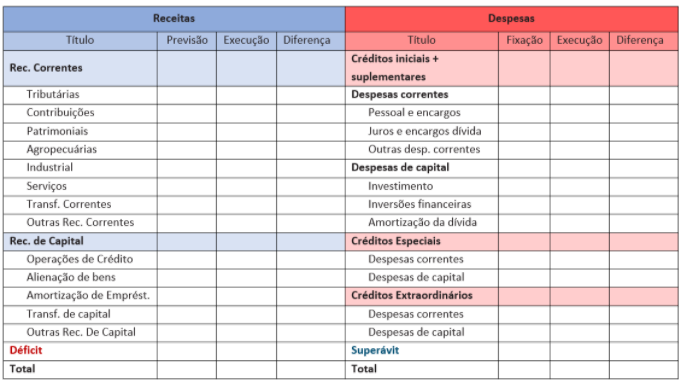 Receitas Despesas
Título Previsão Execução Diferença Título Fixação Execução Diferença
Rec. Correntes Créditos iniciais +
suplementares
Tributárias Despesas correntes
Contribuições Pessoal e encargos
Patrimoniais Juros e encargos dívida
Agropecuárias Outras desp. correntes
Industrial Despesas de capital
Serviços Investimento
Transf. Correntes Inversões financeiras
Outras Rec. Correntes Amortização da dívida
Rec. de Capital Créditos Especiais
Operações de Crédito Despesas correntes
Alienação de bens Despesas de capital
Amortização de Emprést. Créditos Extraordinários
Transf. de capital Despesas correntes
Outras Rec. De Capital Despesas de capital
Déficit Superávit
Total Total